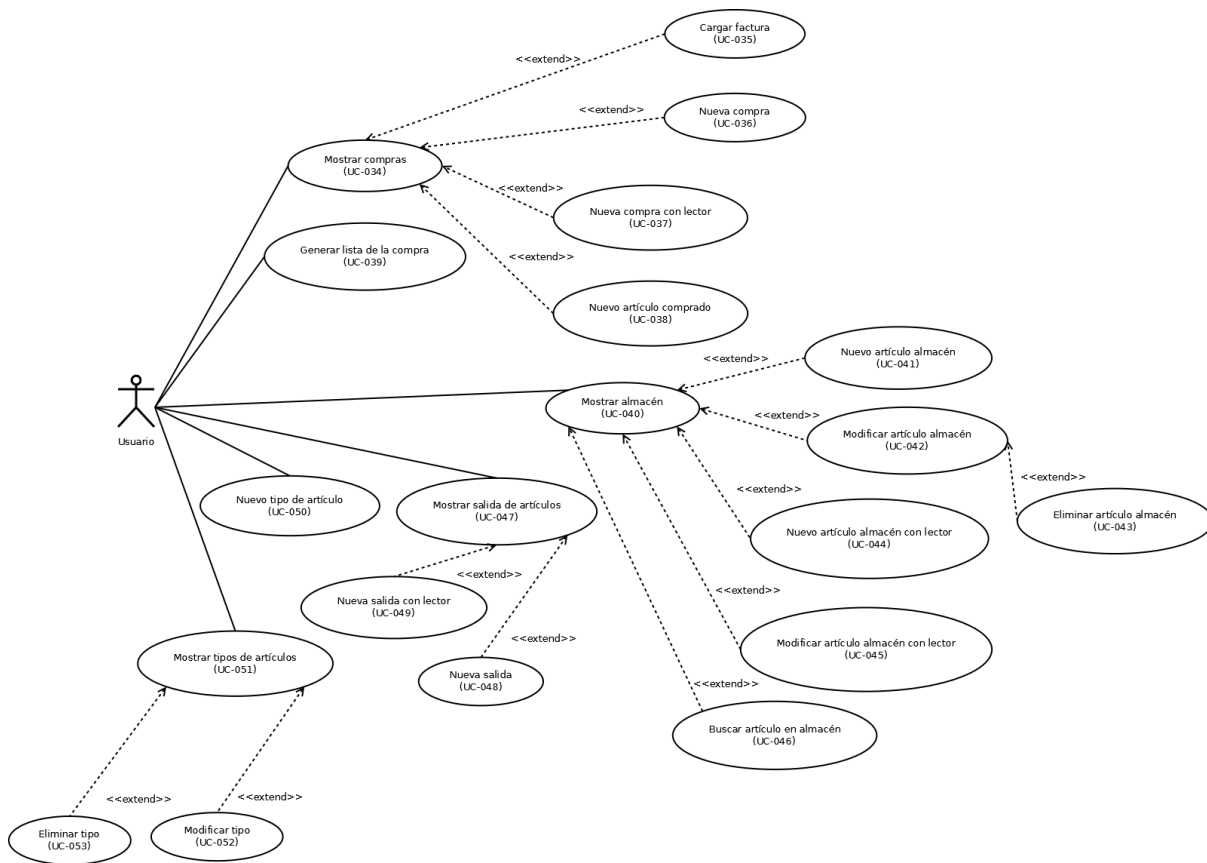 Cargar factura
(UC-035)
<<extend>>
Nueva compra
(UC-036)
<<extend>>
Mostrar compras
(UC-034)
<<extend>>
Nueva compra con lector
(UC-037)
Generar lista de la compra
(UC-039)
<<extend>>
Nuevo artículo comprado
(UC-038)
Nuevo artículo almacén
(UC-041)
<<extend>>
Mostrar almacén
(UC-040)
<<extend>>
Modificar artículo almacén
(UC-042)
Usuario
<<extend>>
Eliminar artículo almacén
(UC-043)
Nuevo tipo de artículo
(UC-050)
Mostrar salida de artículos
(UC-047)
<<extend>>
Nuevo artículo almacén con lector
(UC-044)
<<extend>>
Nueva salida con lector
(UC-049)
<<extend>>
<<extend>>
Modificar artículo almacén con lector
(UC-045)
Mostrar tipos de artículos
(UC-051)
Nueva salida
(UC-048)
<<extend>>
Buscar artículo en almacén
(UC-046)
<<extend>>
<<extend>>
Eliminar tipo
(UC-053)
Modificar tipo
(UC-052)